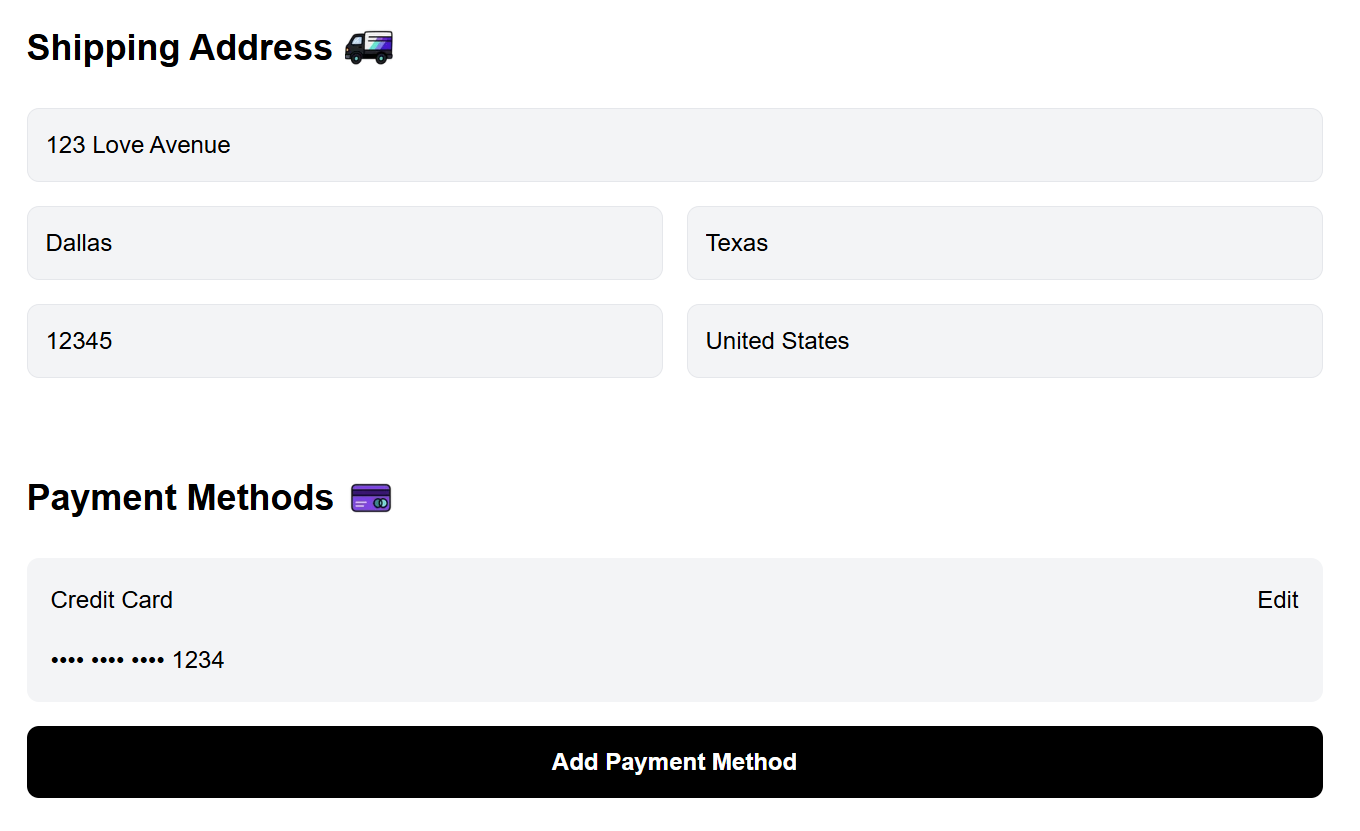 Shipping Address
123 Love Avenue
Dallas
Texas
12345
United States
Payment Methods
Credit Card
Edit
•••• •••• •••• 1234
Add Payment Method